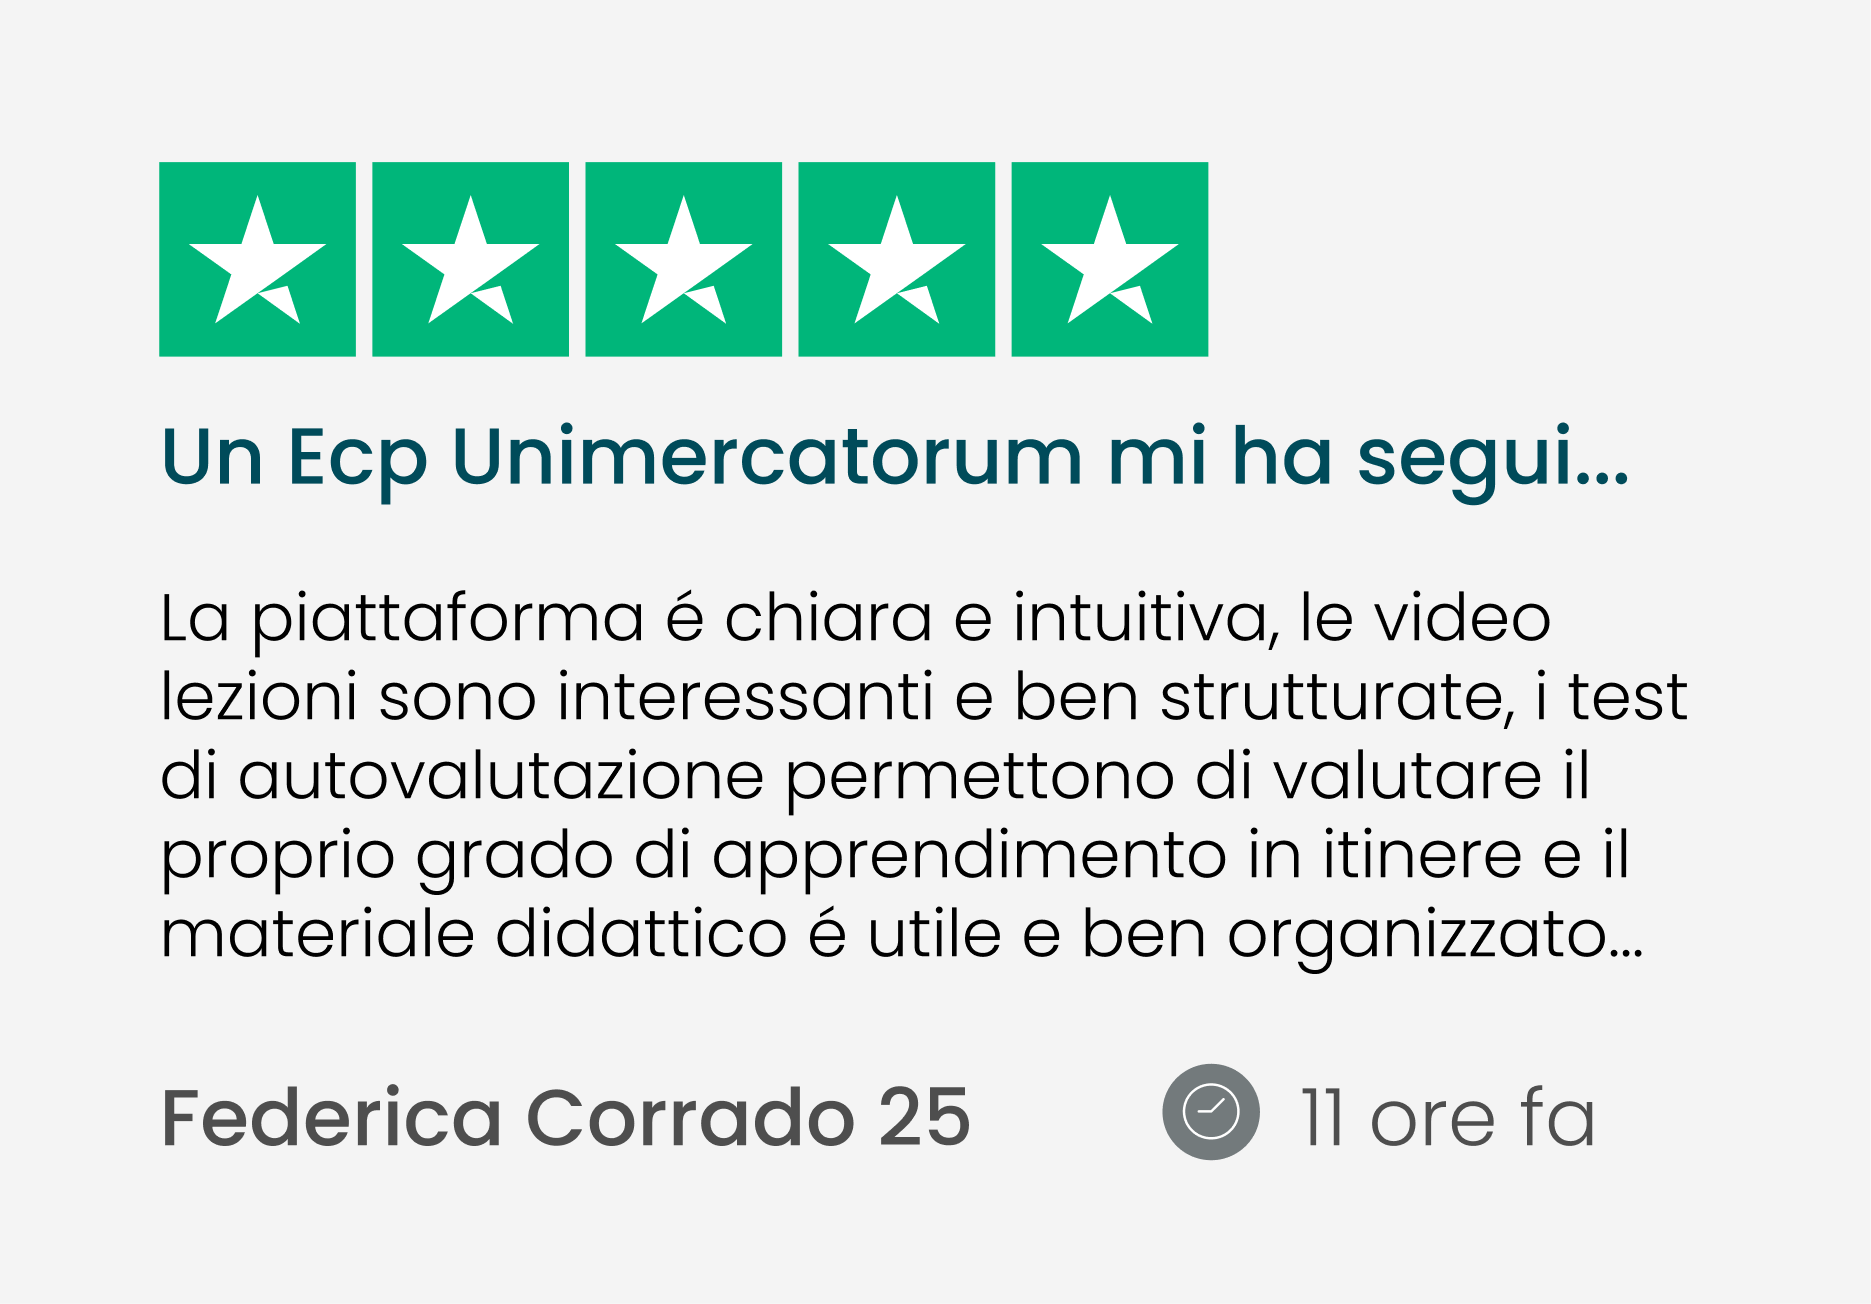 Un Ecp Unimercatorum mi ha segui...
La piattaforma é chiara e intuitiva, le video
lezioni sono interessanti e ben strutturate, i test
di autovalutazione permettono di valutare il
proprio grado di apprendimento in itinere e il
materiale didattico é utile e ben organizzato...
Federica Corrado 25
11 ore fa